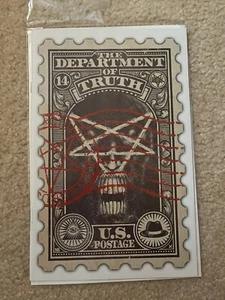 THE
DEPARTMENT
14 OF
TRUTH
U.S.
POSTAGE